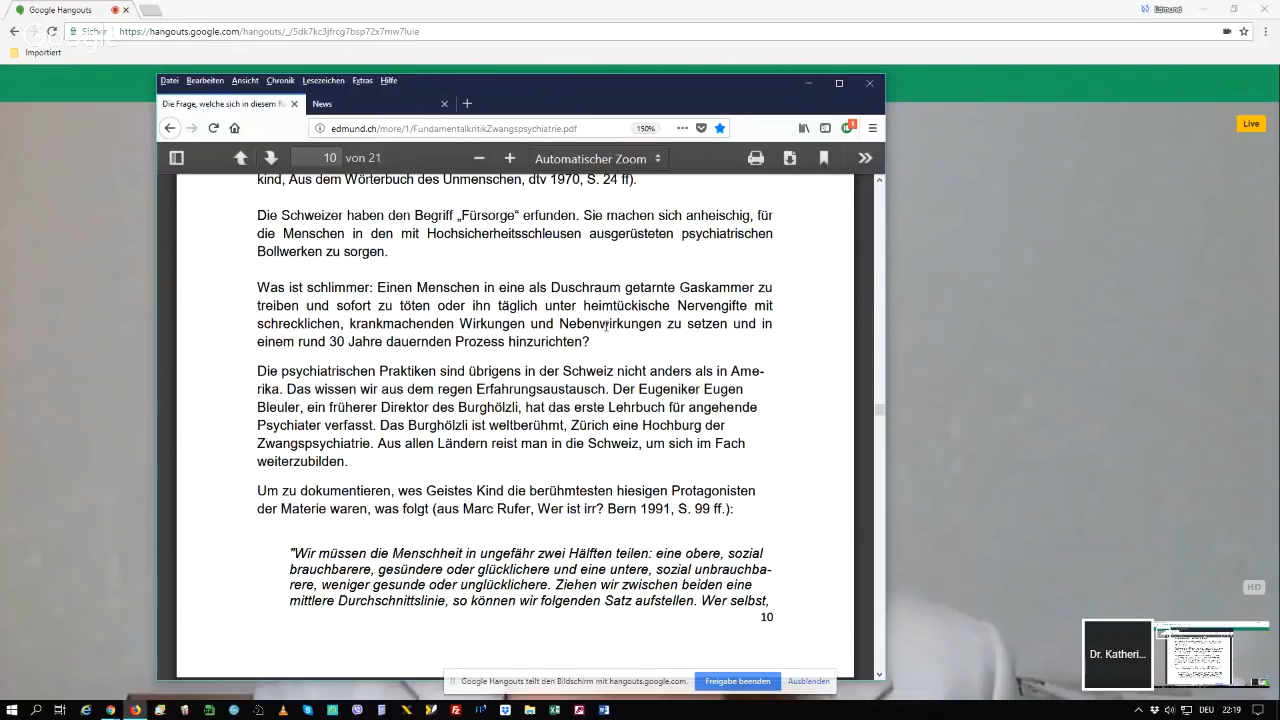 Google Hangouts
Edmund
Sicher
https://hangouts.google.com/hangouts/_/5dk7kc3jfrcg7bsp72x7mw7luie
Google
Importiert
Datei Bearbeiten Ansicht Chronik Lesezeichen Extras Hilfe
Die Frage, welche sich in diesem Ra
News
edmund.ch/more/1/FundamentalkritikZwangspsychiatrie.pdf
150%
1
Live
10 von 21
Automatischer Zoom
kind, Aus dem Wörterbuch des Unmenschen, dtv 1970, S. 24 ff).
Die Schweizer haben den Begriff „Fürsorge“ erfunden. Sie machen sich anheischig, für
die Menschen in den mit Hochsicherheitsschleusen ausgerüsteten psychiatrischen
Bollwerken zu sorgen.
Was ist schlimmer: Einen Menschen in eine als Duschraum getarnte Gaskammer zu
treiben und sofort zu töten oder ihn täglich unter heimtückische Nervengifte mit
schrecklichen, krankmachenden Wirkungen und Nebenwirkungen zu setzen und in
einem rund 30 Jahre dauernden Prozess hinzurichten?
Die psychiatrischen Praktiken sind übrigens in der Schweiz nicht anders als in Ame-
rika. Das wissen wir aus dem regen Erfahrungsaustausch. Der Eugeniker Eugen
Bleuler, ein früherer Direktor des Burghölzli, hat das erste Lehrbuch für angehende
Psychiater verfasst. Das Burghölzli ist weltberühmt, Zürich eine Hochburg der
Zwangspsychiatrie. Aus allen Ländern reist man in die Schweiz, um sich im Fach
weiterzubilden.
Um zu dokumentieren, wes Geistes Kind die berühmtesten hiesigen Protagonisten
der Materie waren, was folgt (aus Marc Rufer, Wer ist irr? Bern 1991, S. 99 ff.):
"Wir müssen die Menschheit in ungefähr zwei Hälften teilen: eine obere, sozial
brauchbarere, gesündere oder glücklichere und eine untere, sozial unbrauchba-
rere, weniger gesunde oder unglücklichere. Ziehen wir zwischen beiden eine
mittlere Durchschnittslinie, so können wir folgenden Satz aufstellen. Wer selbst,
10
HD
Dr. Katheri...
Google Hangouts teilt den Bildschirm mit hangouts.google.com.
Freigabe beenden
Ausblenden
DEU
22:19